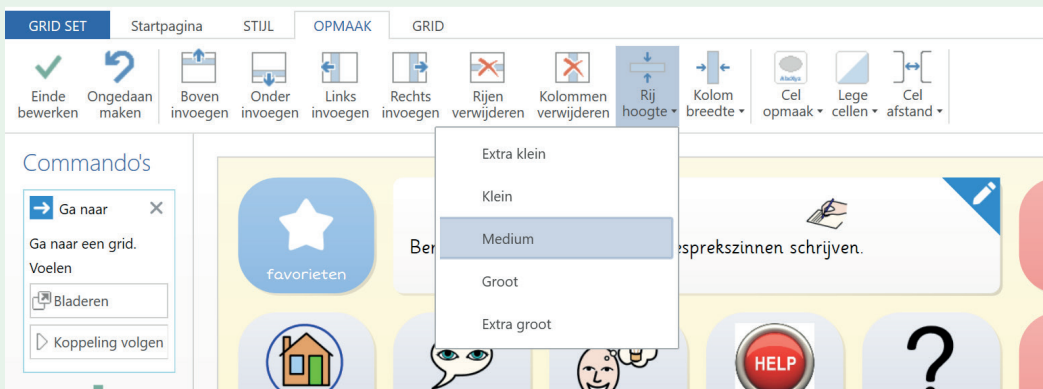 GRID SET Startpagina STIJL OPMAAK GRID
Einde bewerken
Ongedaan maken
Boven invoegen
Onder invoegen
Links invoegen
Rechts invoegen
Rijen verwijderen
Kolommen verwijderen
Rij hoogte
Kolom breedte
Cel opmaak
Lege cellen
Cel afstand
Commando's
Ga naar
Ga naar een grid.
Voelen
Bladeren
Koppeling volgen
Extra klein
Klein
Medium
Groot
Extra groot
favorieten
schrijven.
HELP
?